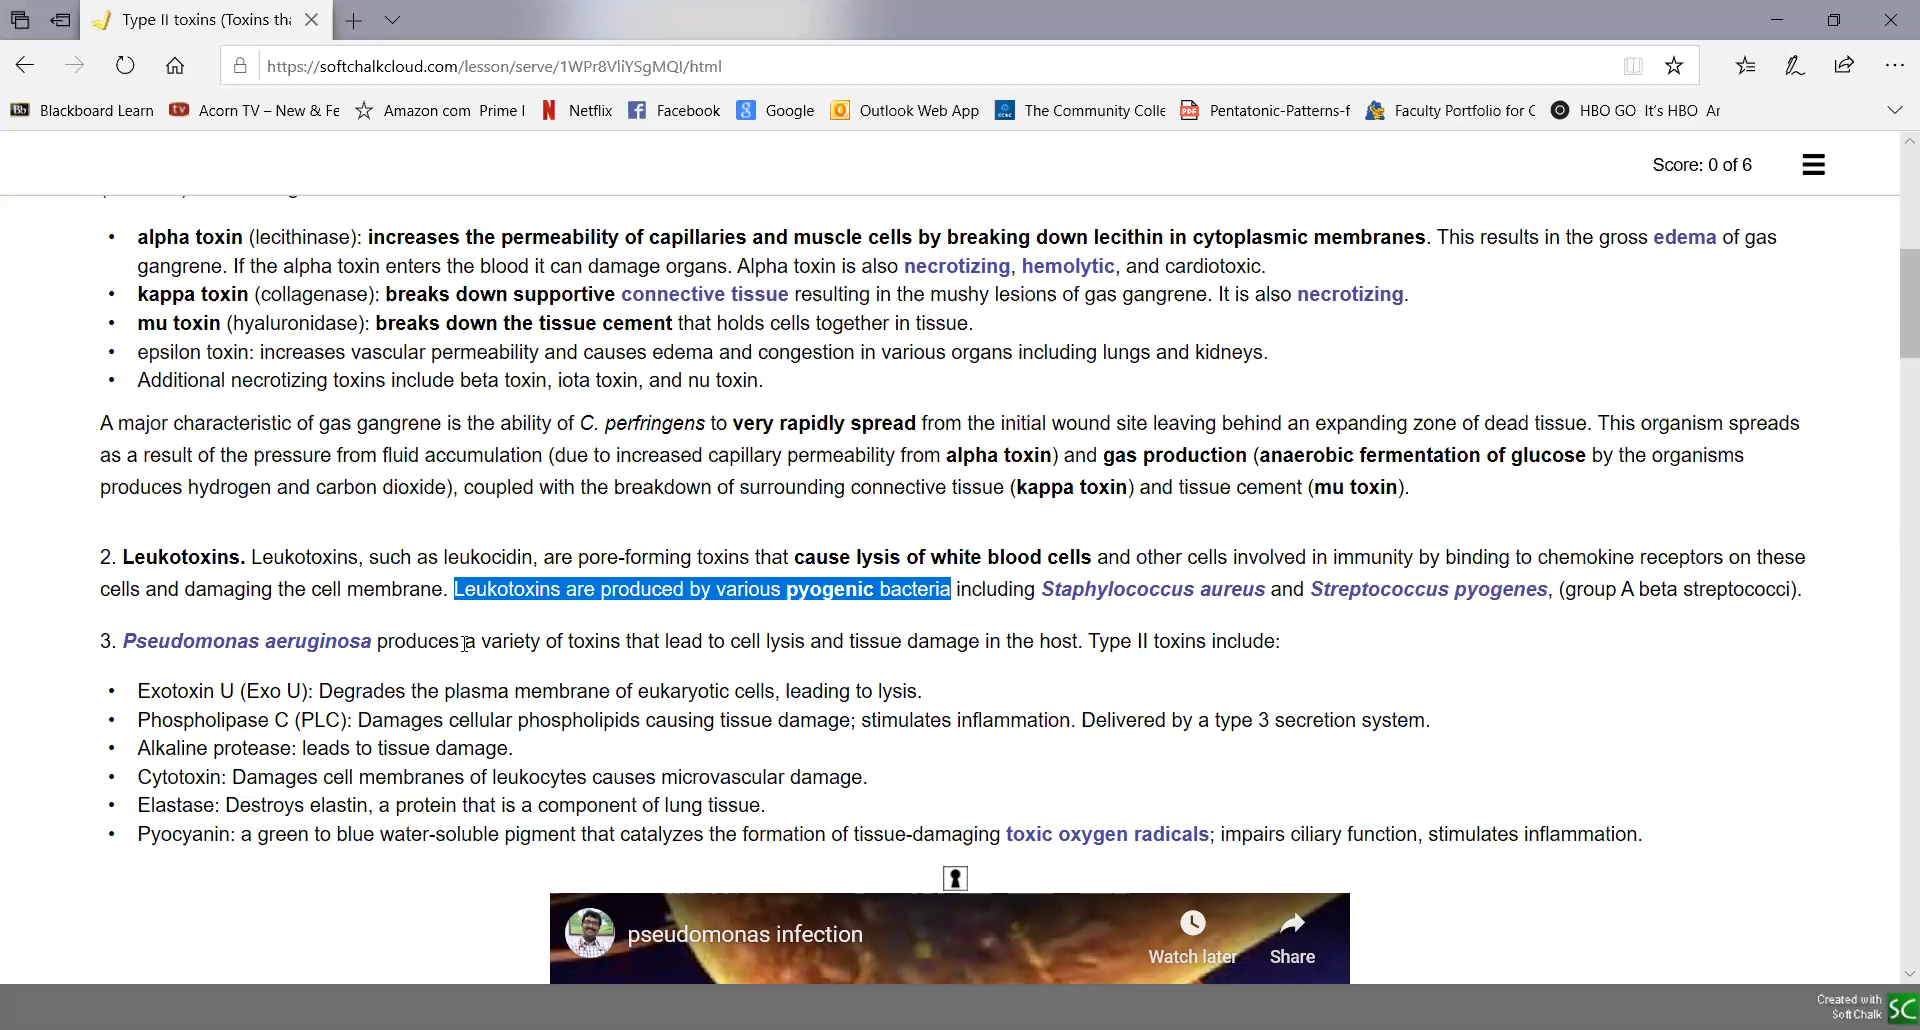 Type II toxins (Toxins tha
https://softchalkcloud.com/lesson/serve/1WPr8VliYSgMQI/html
Bb Blackboard Learn tv Acorn TV – New & Fe Amazon com Prime I N Netflix f Facebook 8 Google Outlook Web App The Community Colle PDF Pentatonic-Patterns-f Faculty Portfolio for C HBO GO It's HBO Ar
Score: 0 of 6
• alpha toxin (lecithinase): increases the permeability of capillaries and muscle cells by breaking down lecithin in cytoplasmic membranes. This results in the gross edema of gas
gangrene. If the alpha toxin enters the blood it can damage organs. Alpha toxin is also necrotizing, hemolytic, and cardiotoxic.
• kappa toxin (collagenase): breaks down supportive connective tissue resulting in the mushy lesions of gas gangrene. It is also necrotizing.
• mu toxin (hyaluronidase): breaks down the tissue cement that holds cells together in tissue.
• epsilon toxin: increases vascular permeability and causes edema and congestion in various organs including lungs and kidneys.
• Additional necrotizing toxins include beta toxin, iota toxin, and nu toxin.
A major characteristic of gas gangrene is the ability of C. perfringens to very rapidly spread from the initial wound site leaving behind an expanding zone of dead tissue. This organism spreads
as a result of the pressure from fluid accumulation (due to increased capillary permeability from alpha toxin) and gas production (anaerobic fermentation of glucose by the organisms
produces hydrogen and carbon dioxide), coupled with the breakdown of surrounding connective tissue (kappa toxin) and tissue cement (mu toxin).
2. Leukotoxins. Leukotoxins, such as leukocidin, are pore-forming toxins that cause lysis of white blood cells and other cells involved in immunity by binding to chemokine receptors on these
cells and damaging the cell membrane. Leukotoxins are produced by various pyogenic bacteria including Staphylococcus aureus and Streptococcus pyogenes, (group A beta streptococci).
3. Pseudomonas aeruginosa produces a variety of toxins that lead to cell lysis and tissue damage in the host. Type II toxins include:
• Exotoxin U (Exo U): Degrades the plasma membrane of eukaryotic cells, leading to lysis.
• Phospholipase C (PLC): Damages cellular phospholipids causing tissue damage; stimulates inflammation. Delivered by a type 3 secretion system.
• Alkaline protease: leads to tissue damage.
• Cytotoxin: Damages cell membranes of leukocytes causes microvascular damage.
• Elastase: Destroys elastin, a protein that is a component of lung tissue.
• Pyocyanin: a green to blue water-soluble pigment that catalyzes the formation of tissue-damaging toxic oxygen radicals; impairs ciliary function, stimulates inflammation.
pseudomonas infection
Watch later Share
Created with
SoftChalk SC